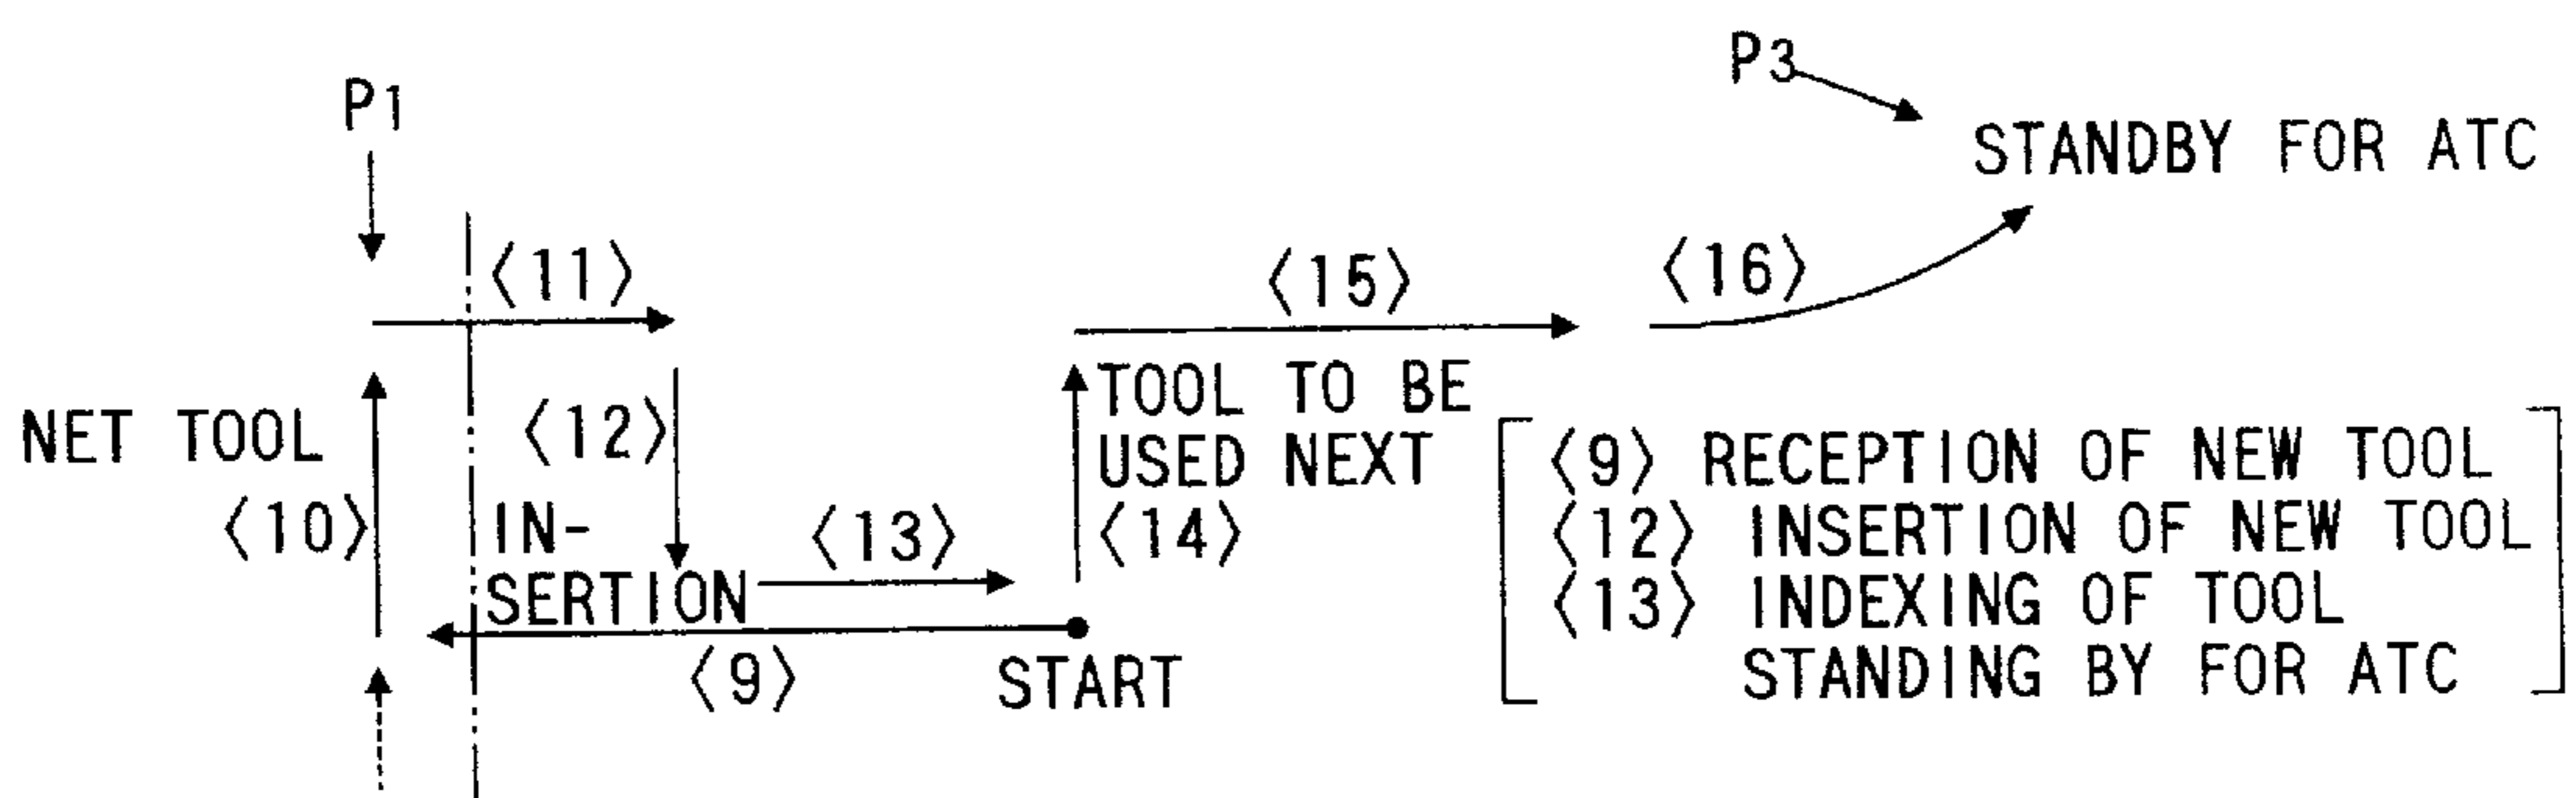 P1
P3
STANDBY FOR ATC
〈11〉
〈15〉
〈16〉
NET TOOL
〈10〉
〈12〉
IN-
SERTION
〈13〉
TOOL TO BE
USED NEXT
〈14〉
〈9〉
START
〈9〉 RECEPTION OF NEW TOOL
〈12〉 INSERTION OF NEW TOOL
〈13〉 INDEXING OF TOOL
STANDING BY FOR ATC